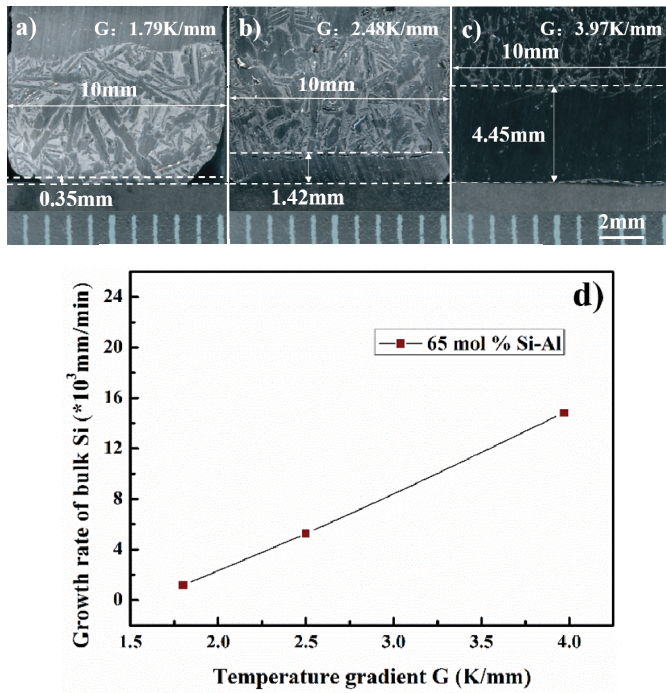 a) G：1.79K/mm
10mm
0.35mm
b) G：2.48K/mm
10mm
1.42mm
c) G：3.97K/mm
10mm
4.45mm
2mm
d)
65 mol % Si-Al
Growth rate of bulk Si (*10³mm/min)
24
20
16
12
8
4
0
1.5 2.0 2.5 3.0 3.5 4.0
Temperature gradient G (K/mm)